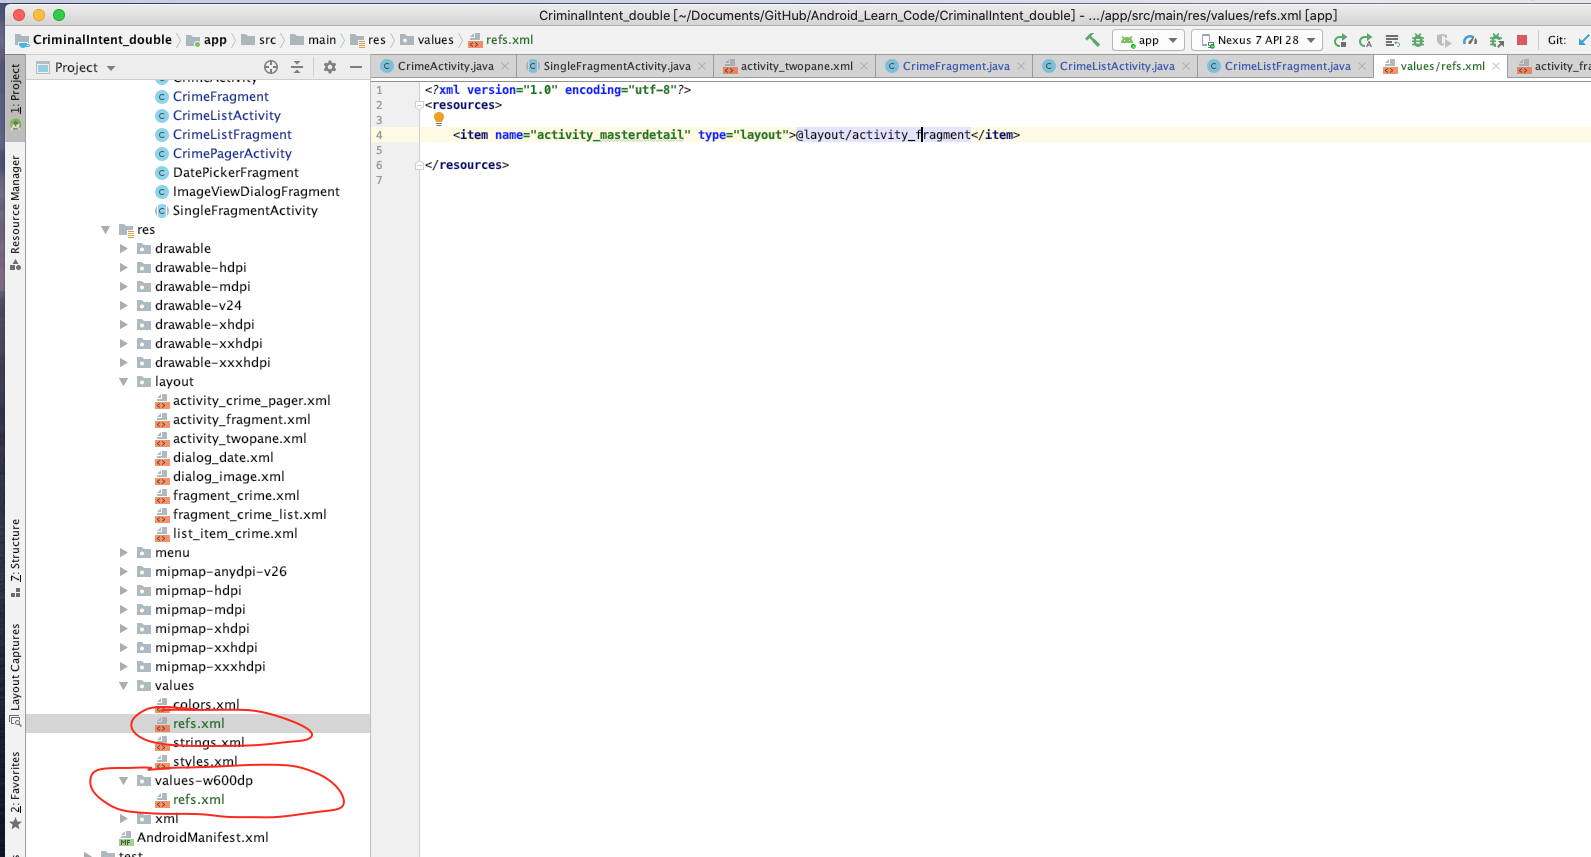 CriminalIntent_double [~/Documents/GitHub/Android_Learn_Code/CriminalIntent_double] - .../app/src/main/res/values/refs.xml [app]
CriminalIntent_double app src main res values refs.xml app Nexus 7 API 28 Git:
1: Project
Resource Manager
7: Structure
Layout Captures
2: Favorites
Project
CrimeActivity
CrimeFragment
CrimeListActivity
CrimeListFragment
CrimePagerActivity
DatePickerFragment
ImageViewDialogFragment
SingleFragmentActivity
res
drawable
drawable-hdpi
drawable-mdpi
drawable-v24
drawable-xhdpi
drawable-xxhdpi
drawable-xxxhdpi
layout
activity_crime_pager.xml
activity_fragment.xml
activity_twopane.xml
dialog_date.xml
dialog_image.xml
fragment_crime.xml
fragment_crime_list.xml
list_item_crime.xml
menu
mipmap-anydpi-v26
mipmap-hdpi
mipmap-mdpi
mipmap-xhdpi
mipmap-xxhdpi
mipmap-xxxhdpi
values
colors.xml
refs.xml
strings.xml
styles.xml
values-w600dp
refs.xml
xml
AndroidManifest.xml
test
CrimeActivity.java SingleFragmentActivity.java activity_twopane.xml CrimeFragment.java CrimeListActivity.java CrimeListFragment.java values/refs.xml activity_fra
1 <?xml version="1.0" encoding="utf-8"?>
2 <resources>
3
4 <item name="activity_masterdetail" type="layout">@layout/activity_fragment</item>
5
6 </resources>
7